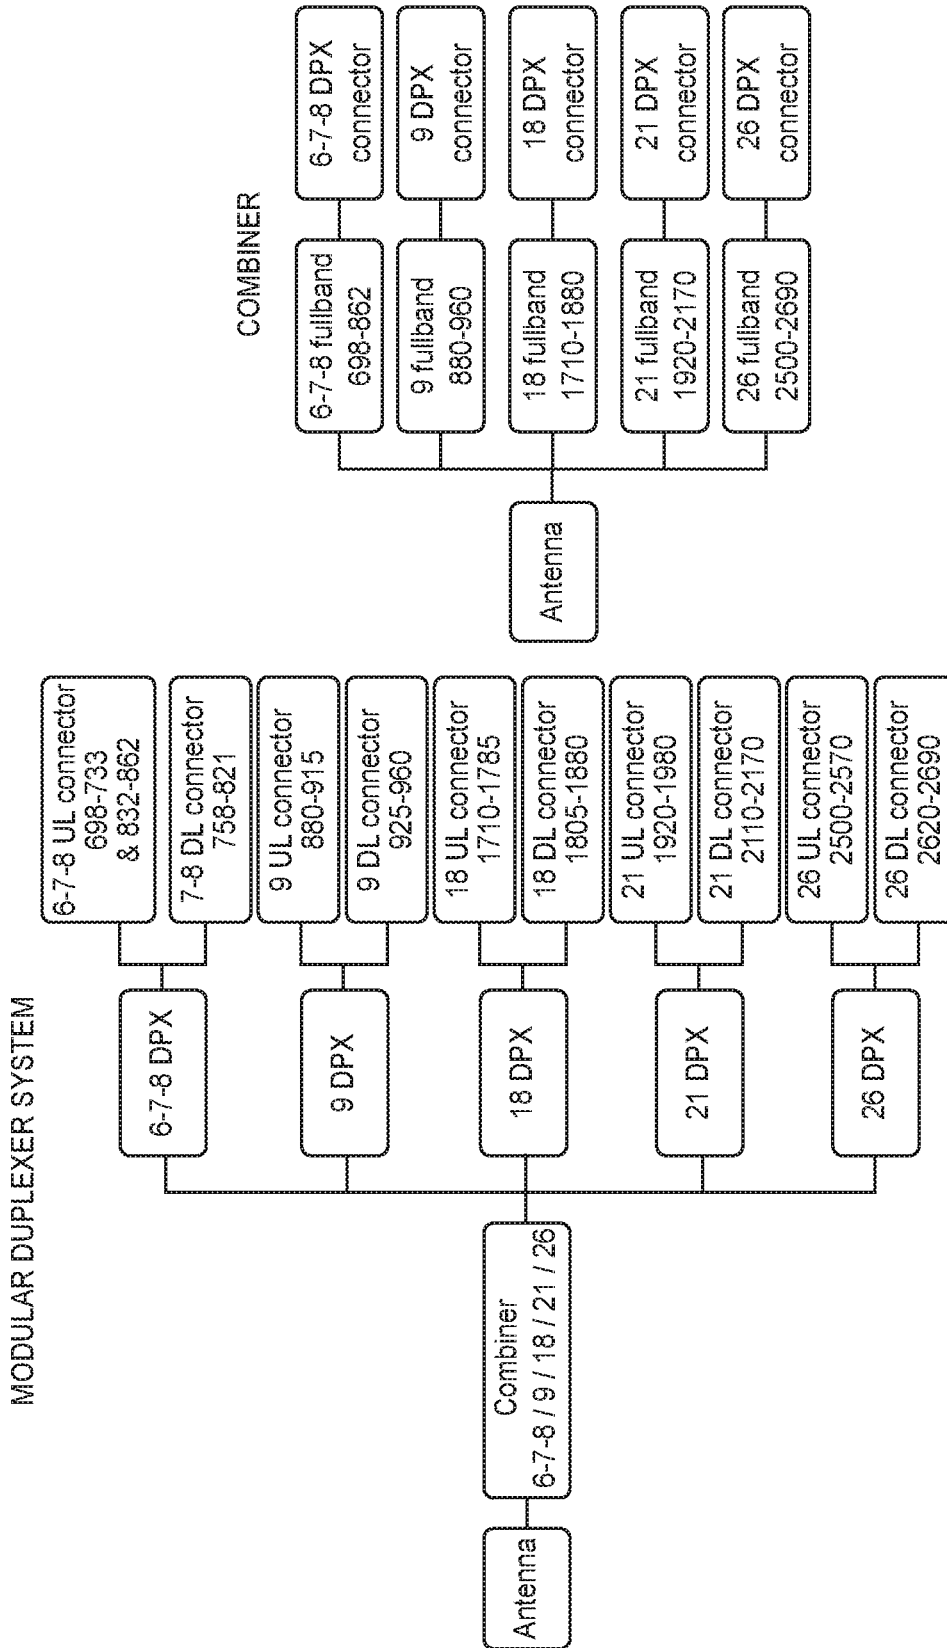 MODULAR DUPLEXER SYSTEM
Antenna
Combiner
6-7-8 / 9 / 18 / 21 / 26
6-7-8 DPX
9 DPX
18 DPX
21 DPX
26 DPX
6-7-8 UL connector
698-733
& 832-862
7-8 DL connector
758-821
9 UL connector
880-915
9 DL connector
925-960
18 UL connector
1710-1785
18 DL connector
1805-1880
21 UL connector
1920-1980
21 DL connector
2110-2170
26 UL connector
2500-2570
26 DL connector
2620-2690
COMBINER
Antenna
6-7-8 fullband
698-862
9 fullband
880-960
18 fullband
1710-1880
21 fullband
1920-2170
26 fullband
2500-2690
6-7-8 DPX
connector
9 DPX
connector
18 DPX
connector
21 DPX
connector
26 DPX
connector